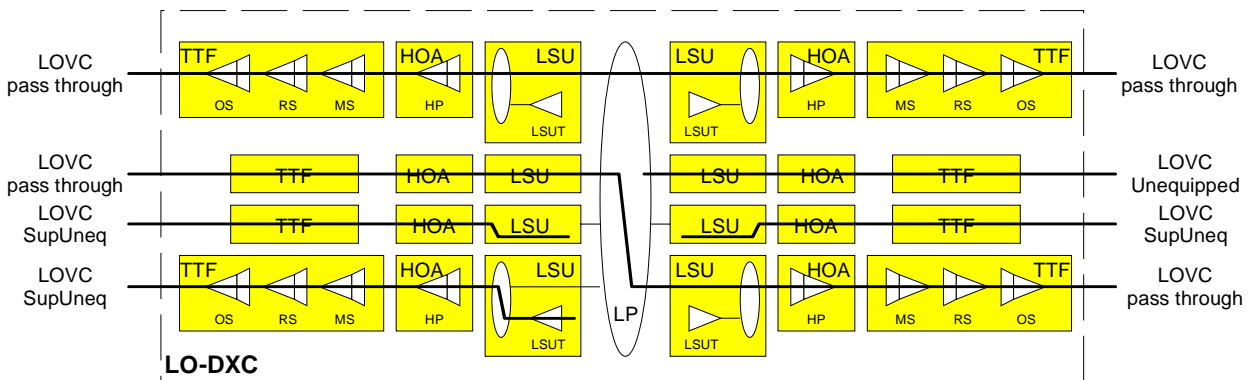 LOVC
pass through
TTF
HOA
LSU
LSU
HOA
TTF
LOVC
pass through
OS
RS
MS
HP
LSUT
LSUT
HP
MS
RS
OS
LOVC
pass through
TTF
HOA
LSU
LSU
HOA
TTF
LOVC
Unequipped
LOVC
SupUneq
TTF
HOA
LSU
LSU
HOA
TTF
LOVC
SupUneq
LOVC
SupUneq
TTF
HOA
LSU
LSU
HOA
TTF
LOVC
pass through
OS
RS
MS
HP
LSUT
LP
LSUT
HP
MS
RS
OS
LO-DXC